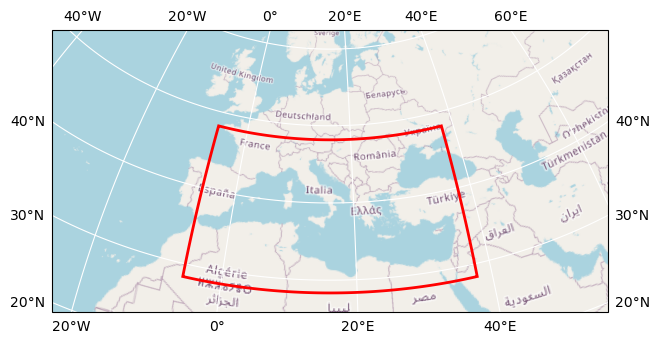 40°W 20°W 0° 20°E 40°E 60°E
Sverige
United Kingdom
Қазақстан
Беларусь
Deutschland
40°N 40°N
Україна
O'zbekiston
France
România
Türkmenistan
España
Italia
Türkiye
Ελλάς
30°N 30°N
ایران
العراق
Algérie
ⵍⵣⵣⴰⵢⴻⵔ
الجزائر
ليبيا
مصر
السعودية
20°N 20°N
20°W 0° 20°E 40°E